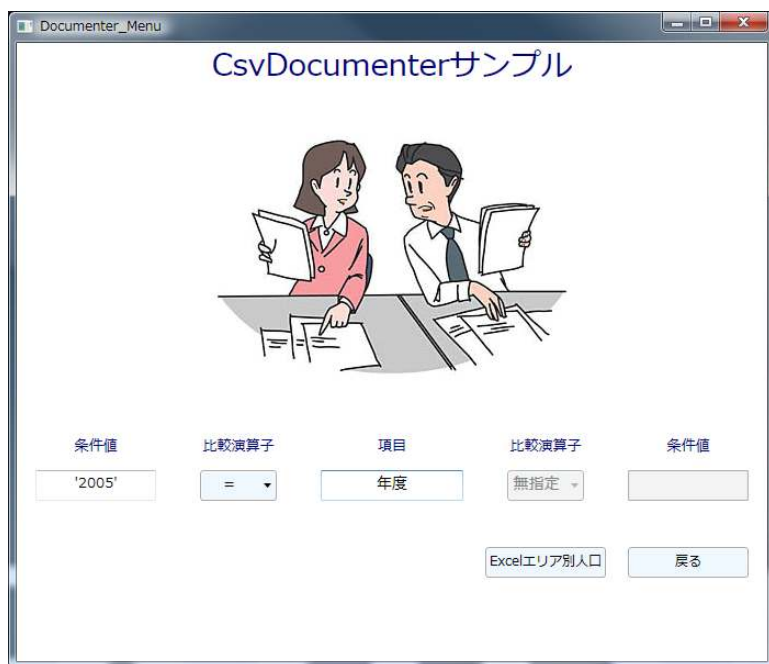 Documenter_Menu
CsvDocumenterサンプル
条件値 比較演算子 項目 比較演算子 条件値
'2005' = 年度 無指定
Excelエリア別人口 戻る